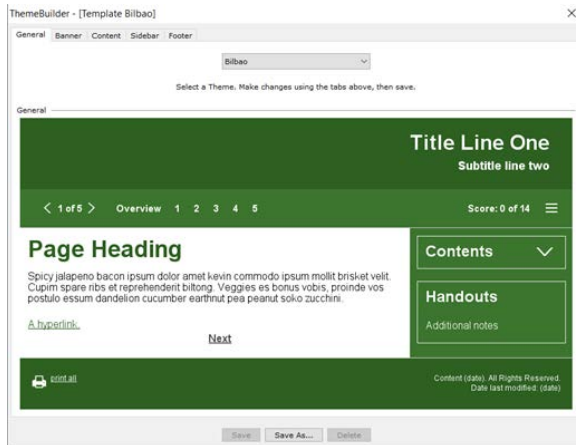 ThemeBuilder - [Template Bilbao]
General Banner Content Sidebar Footer
Bilbao
Select a Theme. Make changes using the tabs above, then save.
General
Title Line One
Subtitle line two
1 of 5 Overview 1 2 3 4 5 Score: 0 of 14
Page Heading
Spicy jalapeno bacon ipsum dolor amet kevin commodo ipsum mollit brisket velit.
Cupim spare ribs et reprehenderit biltong. Veggies es bonus vobis, proinde vos
postulo essum dandelion cucumber earthnut pea peanut soko zucchini.
A hyperlink.
Next
Contents
Handouts
Additional notes
print all
Content (date). All Rights Reserved.
Date last modified: (date)
Save Save As... Delete